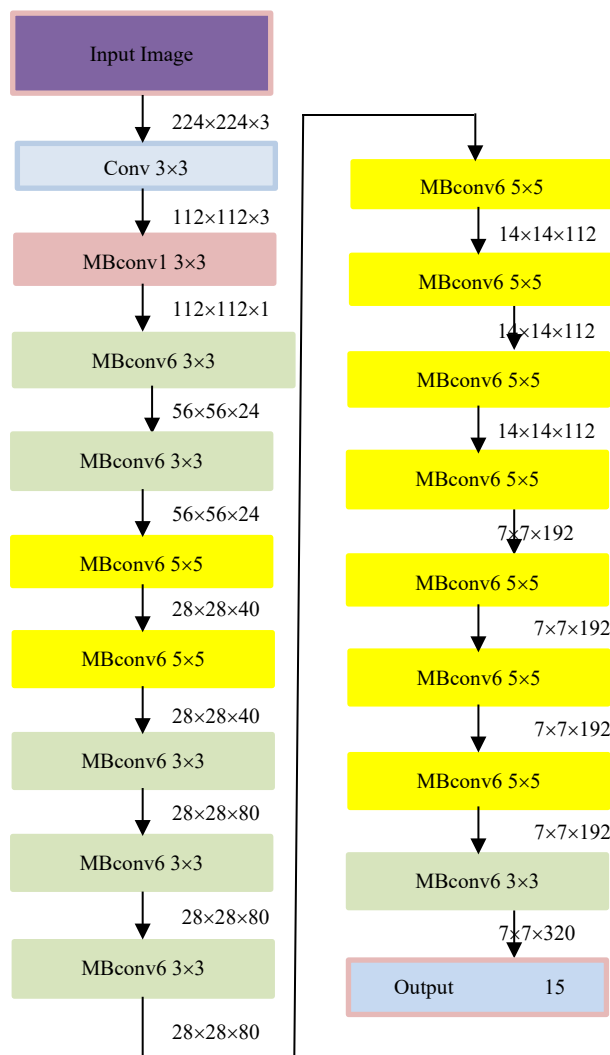 Input Image
224×224×3
Conv 3×3
112×112×3
MBconv1 3×3
112×112×1
MBconv6 3×3
56×56×24
MBconv6 3×3
56×56×24
MBconv6 5×5
28×28×40
MBconv6 5×5
28×28×40
MBconv6 3×3
28×28×80
MBconv6 3×3
28×28×80
MBconv6 3×3
28×28×80
MBconv6 5×5
14×14×112
MBconv6 5×5
14×14×112
MBconv6 5×5
14×14×112
MBconv6 5×5
7×7×192
MBconv6 5×5
7×7×192
MBconv6 5×5
7×7×192
MBconv6 5×5
7×7×192
MBconv6 3×3
7×7×320
Output 15